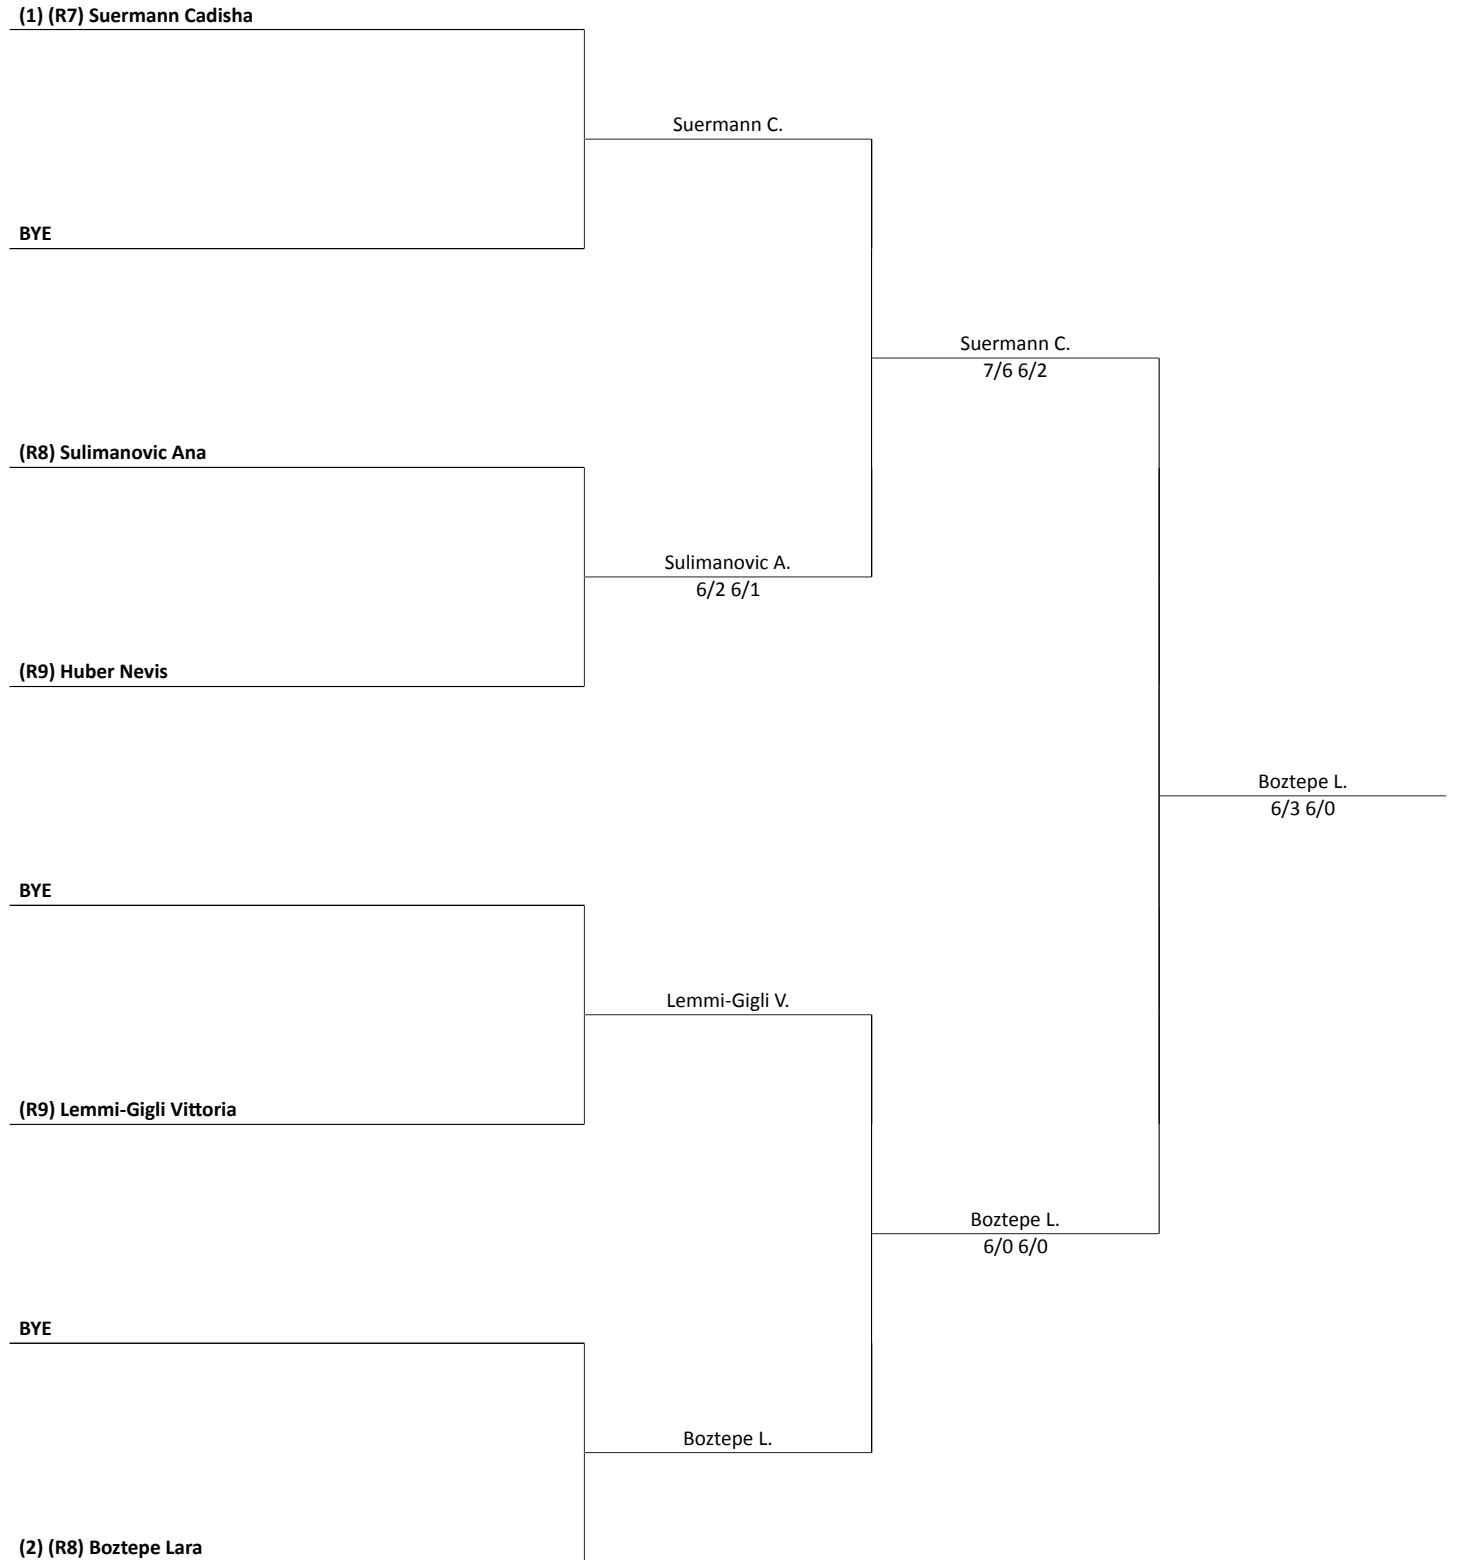 (1) (R7) Suermann Cadisha
Suermann C.
BYE
Suermann C.
7/6 6/2
(R8) Sulimanovic Ana
Sulimanovic A.
6/2 6/1
(R9) Huber Nevis
Boztepe L.
6/3 6/0
BYE
Lemmi-Gigli V.
(R9) Lemmi-Gigli Vittoria
Boztepe L.
6/0 6/0
BYE
Boztepe L.
(2) (R8) Boztepe Lara